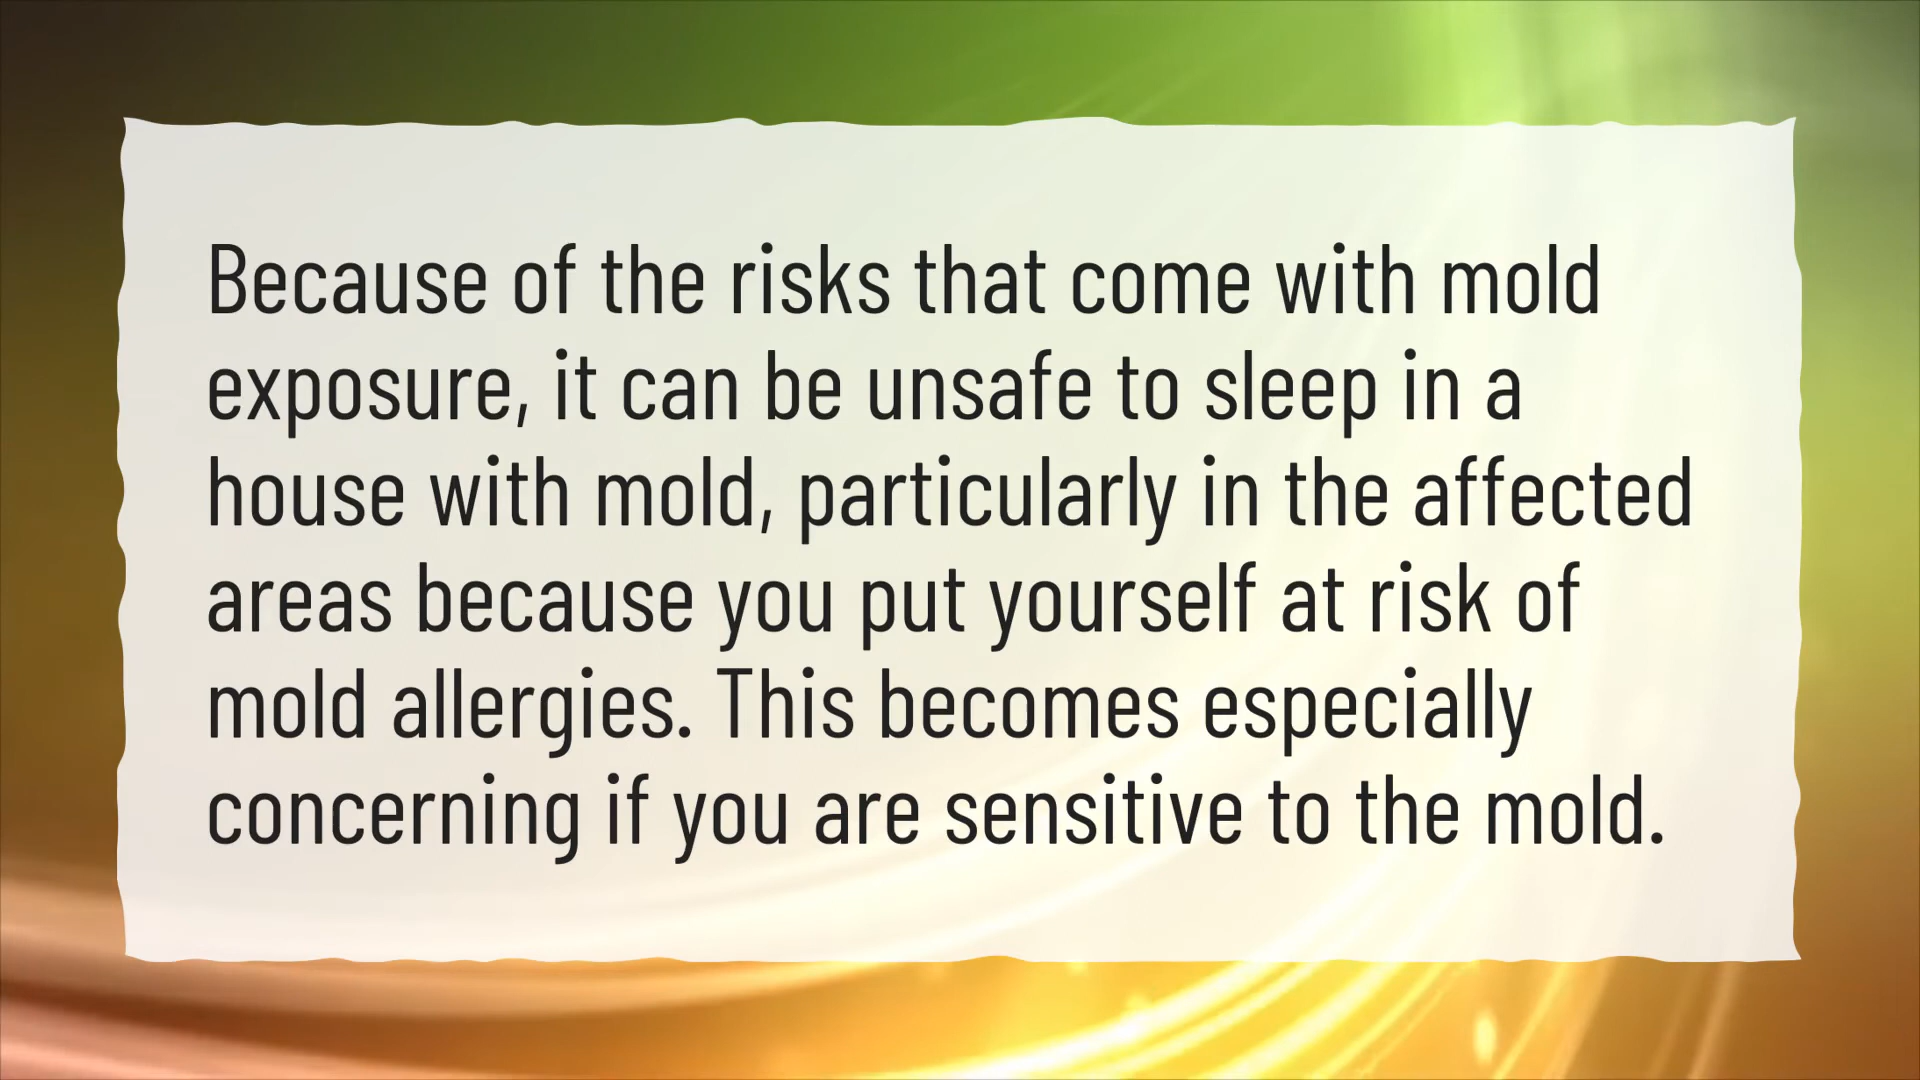 Because of the risks that come with mold
exposure, it can be unsafe to sleep in a
house with mold, particularly in the affected
areas because you put yourself at risk of
mold allergies. This becomes especially
concerning if you are sensitive to the mold.